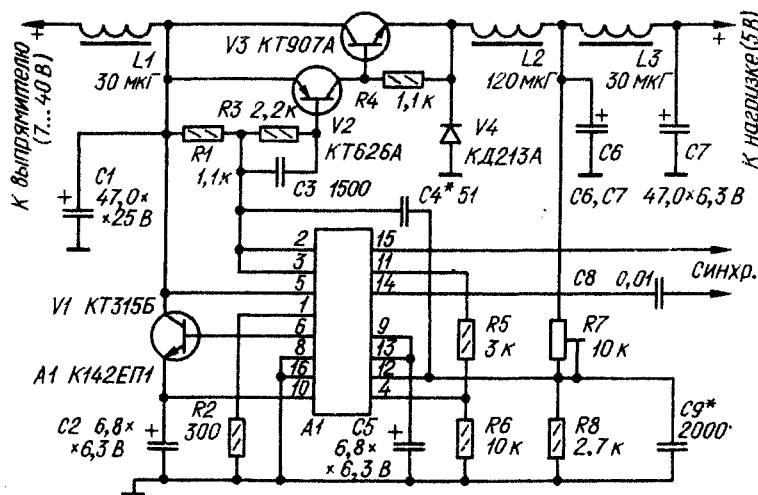 К выпрямителю
(7...40 В)
+
L1
30 мкГ
V3 КТ907А
L2
120 мкГ
L3
30 мкГ
+
К нагрузке (5 В)
R3 2,2к
R4
1,1к
V2
КТ626А
V4
КД213А
R1
1,1к
C3 1500
C4* 51
+
C6
+
C7
C6, C7 47,0×6,3 В
+
C1
47,0×
×25 В
2
3
5
1
6
8
16
10
15
11
14
9
13
12
4
Синхр.
C8 0,01
V1 КТ315Б
R5
3к
R7
10к
A1 К142ЕП1
C2 6,8×
×6,3 В
+
R2
300
A1
C5
6,8×
×6,3 В
+
R6
10к
R8
2,7к
C9*
2000